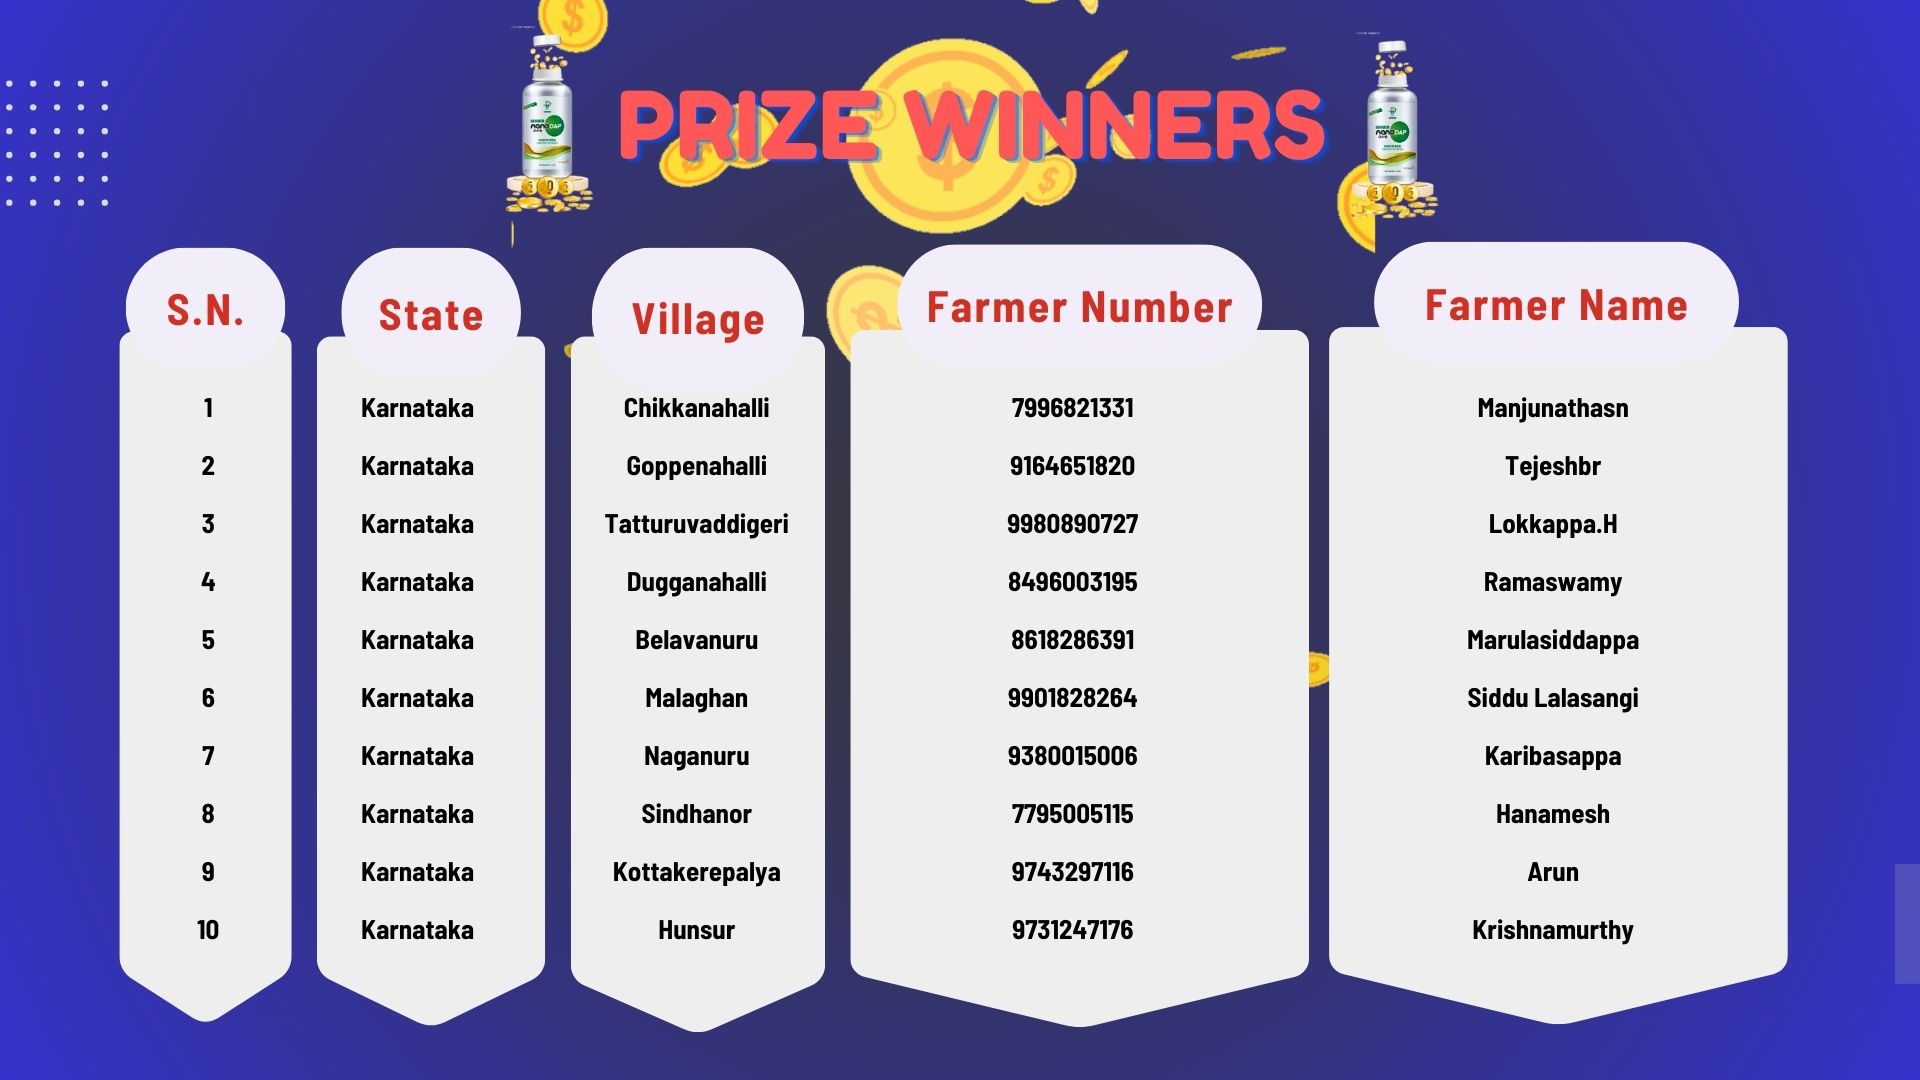 PRIZE WINNERS
S.N. State Village Farmer Number Farmer Name
1 Karnataka Chikkanahalli 7996821331 Manjunathasn
2 Karnataka Goppenahalli 9164651820 Tejeshbr
3 Karnataka Tatturuvaddigeri 9980890727 Lokkappa.H
4 Karnataka Dugganahalli 8496003195 Ramaswamy
5 Karnataka Belavanuru 8618286391 Marulasiddappa
6 Karnataka Malaghan 9901828264 Siddu Lalasangi
7 Karnataka Naganuru 9380015006 Karibasappa
8 Karnataka Sindhanor 7795005115 Hanamesh
9 Karnataka Kottakerepalya 9743297116 Arun
10 Karnataka Hunsur 9731247176 Krishnamurthy